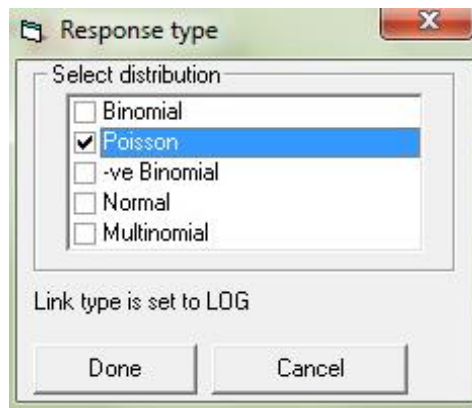 Response type
Select distribution
Binomial
Poisson
-ve Binomial
Normal
Multinomial
Link type is set to LOG
Done Cancel